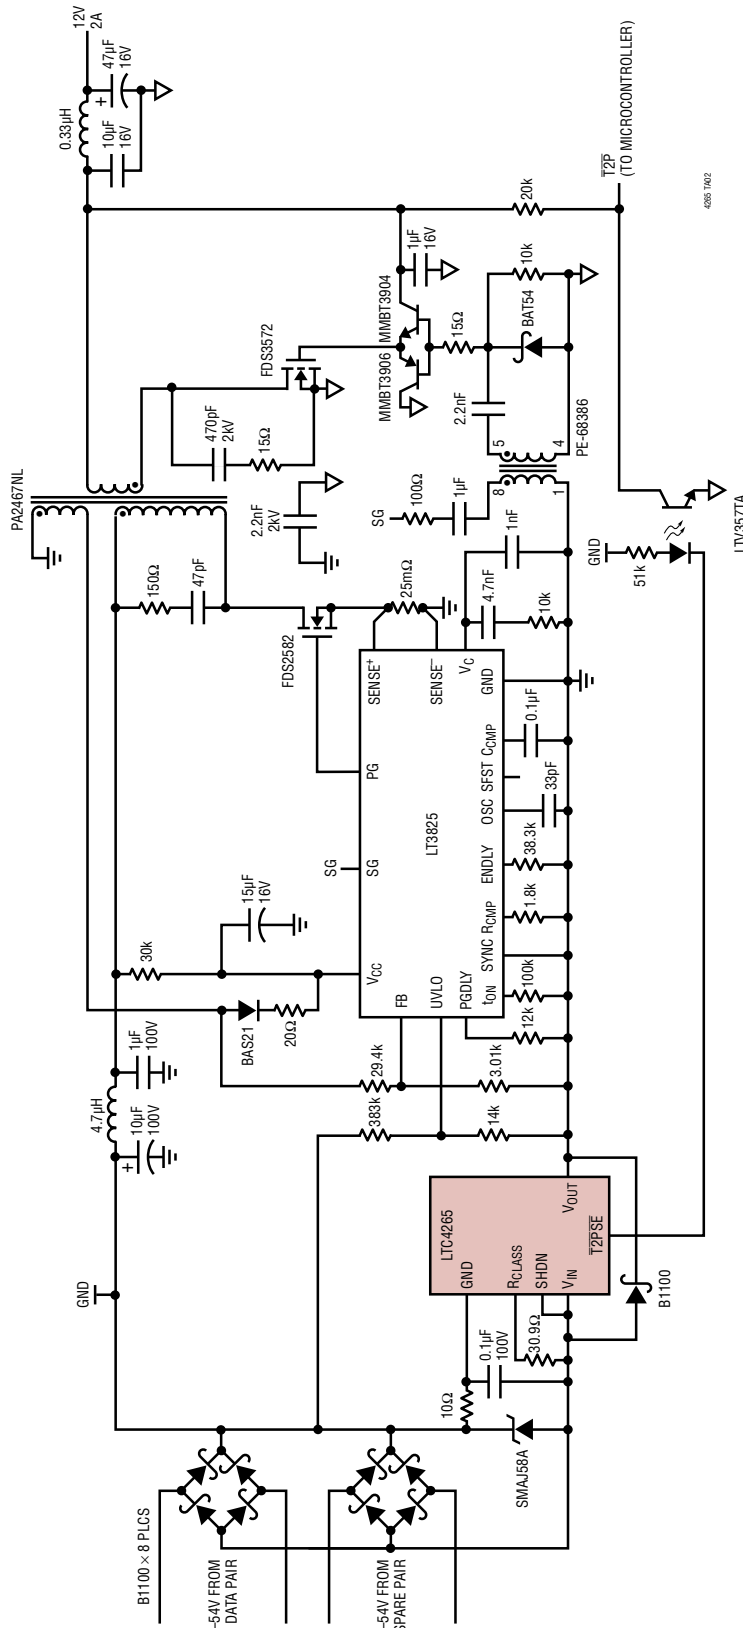 B1100 × 8 PLCS
–54V FROM
DATA PAIR
–54V FROM
SPARE PAIR
GND
10µF
100V
4.7µH
1µF
100V
BAS21
20Ω
30k
15µF
16V
150Ω
47pF
PA2467NL
2.2nF
2kV
470pF
2kV
15Ω
FDS3572
FDS2582
25mΩ
0.33µH
10µF
16V
47µF
16V
12V
2A
SMAJ58A
10Ω
0.1µF
100V
30.9Ω
LTC4265
GND
RCLASS
SHDN
VIN
VOUT
T2PSE
B1100
383k
14k
29.4k
3.01k
LT3825
VCC
SG
SG
PG
SENSE+
SENSE–
VC
GND
FB
UVLO
PGDLY
tON
SYNC
RCMP
ENDLY
OSC
SFST
CCMP
12k
100k
1.8k
38.3k
33pF
0.1µF
10k
4.7nF
1nF
SG
100Ω
1µF
8
1
5
4
PE-68386
2.2nF
15Ω
BAT54
10k
MMBT3906
MMBT3904
1µF
16V
20k
GND
51k
LTV357TA
T2P
(TO MICROCONTROLLER)
4265 TA02